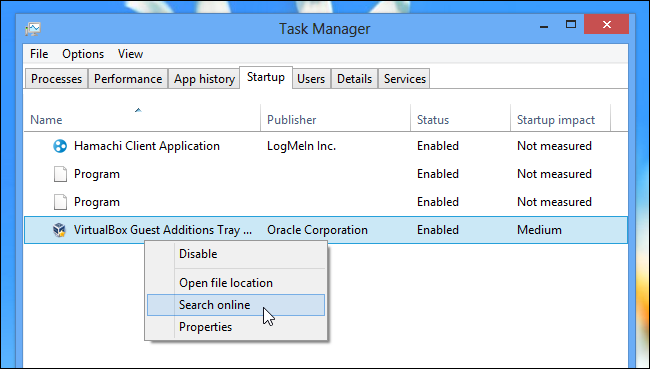 Task Manager
File Options View
Processes Performance App history Startup Users Details Services
Name Publisher Status Startup impact
Hamachi Client Application LogMeIn Inc. Enabled Not measured
Program Enabled Not measured
Program Enabled Not measured
VirtualBox Guest Additions Tray ... Oracle Corporation Enabled Medium
Disable
Open file location
Search online
Properties